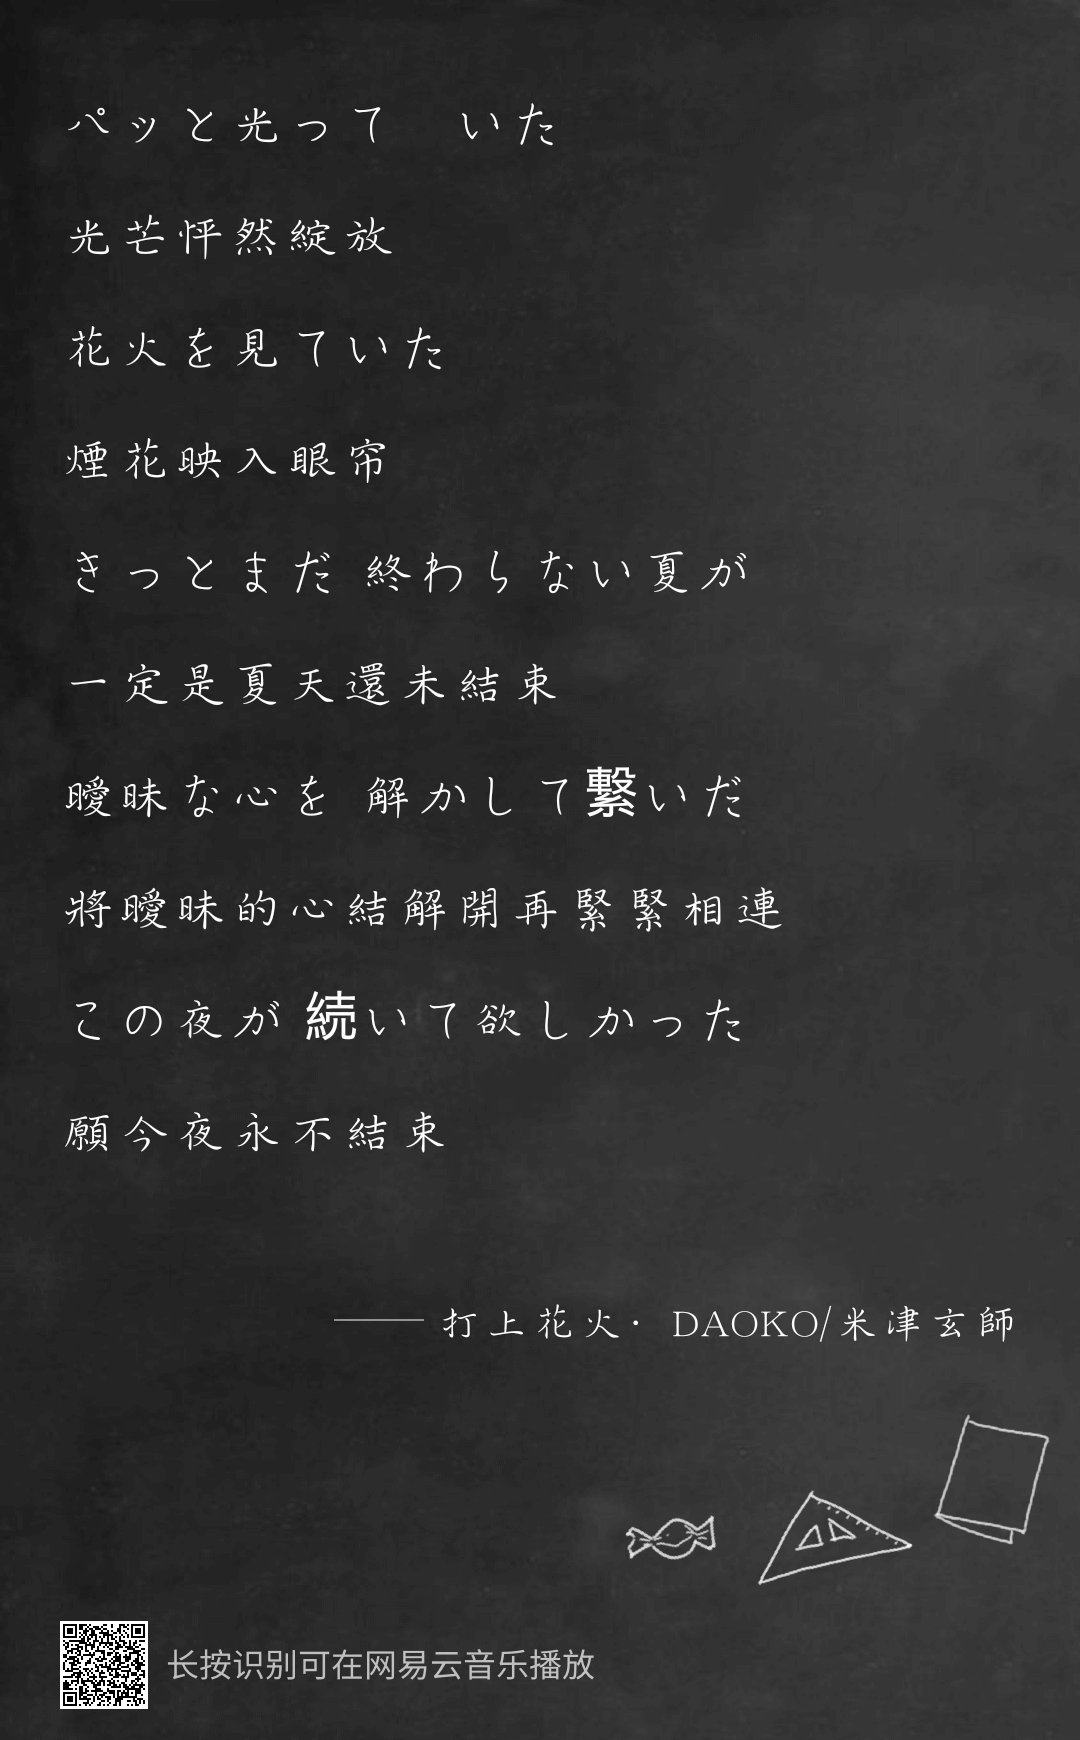 パッと光って　いた
光芒怦然綻放
花火を見ていた
煙花映入眼帘
きっとまだ 終わらない夏が
一定是夏天還未結束
曖昧な心を 解かして繋いだ
將曖昧的心結解開再緊緊相連
この夜が 続いて欲しかった
願今夜永不結束
—— 打上花火· DAOKO/米津玄師
长按识别可在网易云音乐播放